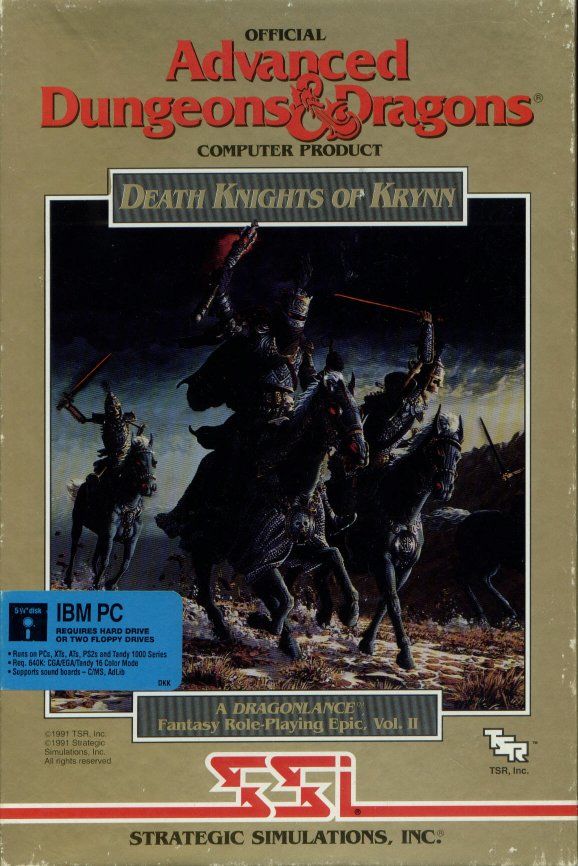 OFFICIAL
Advanced
Dungeons & Dragons®
COMPUTER PRODUCT
DEATH KNIGHTS OF KRYNN
5¼" disk
IBM PC
REQUIRES HARD DRIVE
OR TWO FLOPPY DRIVES
• Runs on PCs, XTs, ATs, PS2s and Tandy 1000 Series
• Req. 640K: CGA/EGA/Tandy 16 Color Mode
• Supports sound boards – C/MS, AdLib
DKK
A DRAGONLANCE™
Fantasy Role-Playing Epic, Vol. II
©1991 TSR, Inc.
©1991 Strategic
Simulations, Inc.
All rights reserved
TSR ™
TSR, Inc.
SSi®
STRATEGIC SIMULATIONS, INC.®